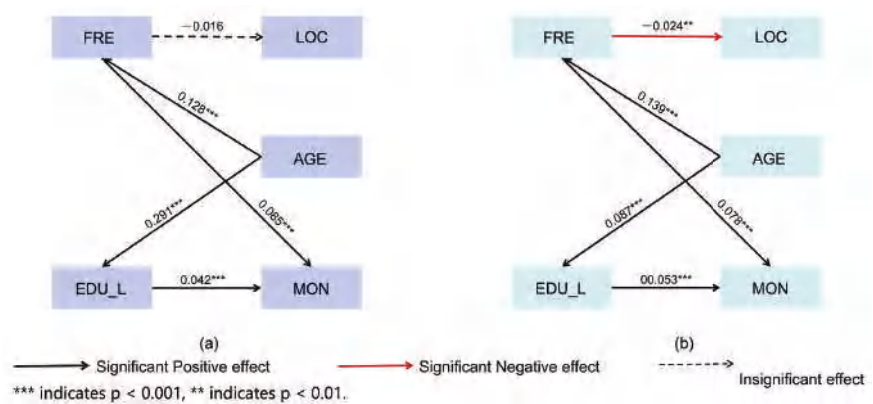 FRE
−0.016
LOC
0.128***
AGE
0.291***
0.085***
EDU_L
0.042***
MON
(a)
FRE
−0.024**
LOC
0.139***
AGE
0.087***
0.078***
EDU_L
00.053***
MON
(b)
Significant Positive effect
Significant Negative effect
Insignificant effect
*** indicates p < 0.001, ** indicates p < 0.01.